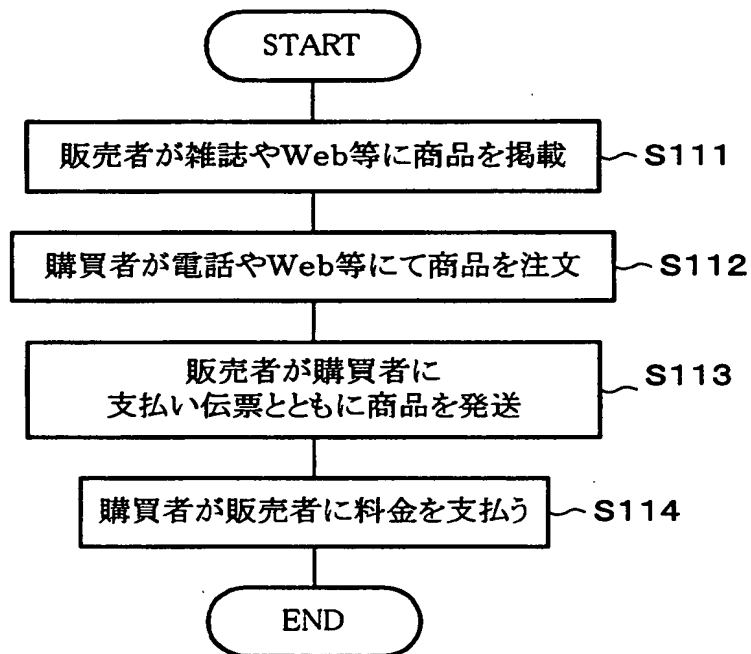 START
販売者が雑誌やWeb等に商品を掲載 S111
購買者が電話やWeb等にて商品を注文 S112
販売者が購買者に
支払い伝票とともに商品を発送 S113
購買者が販売者に料金を支払う S114
END